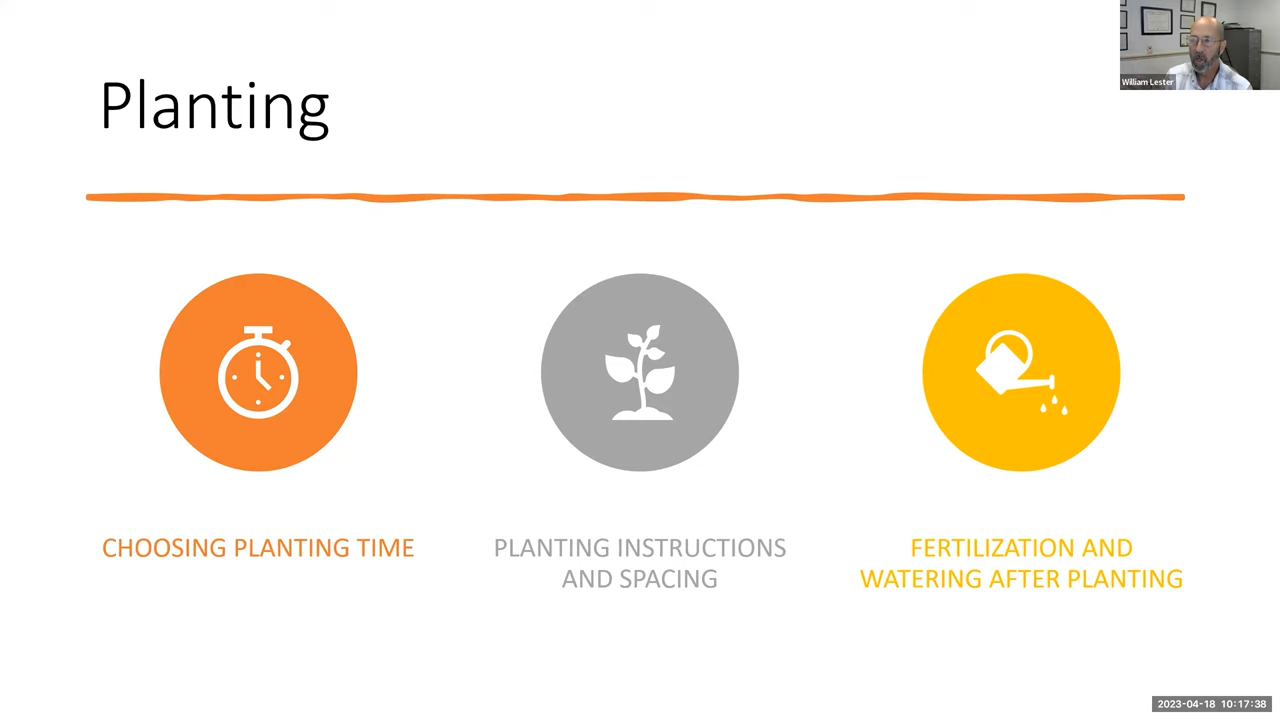 Planting
William Lester
CHOOSING PLANTING TIME
PLANTING INSTRUCTIONS
AND SPACING
FERTILIZATION AND
WATERING AFTER PLANTING
2023-04-18 10:17:38